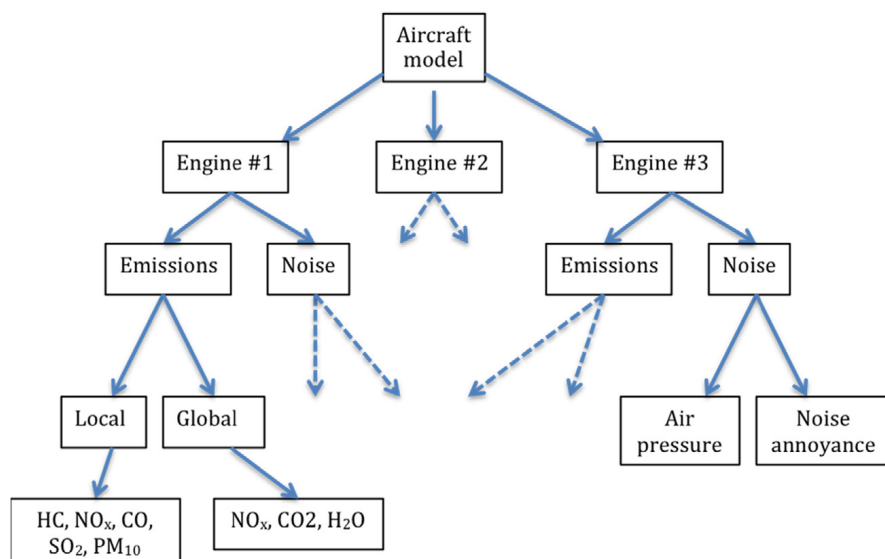 Aircraft
model
Engine #1
Engine #2
Engine #3
Emissions
Noise
Emissions
Noise
Local
Global
Air
pressure
Noise
annoyance
HC, NOₓ, CO,
SO₂, PM₁₀
NOₓ, CO2, H₂O